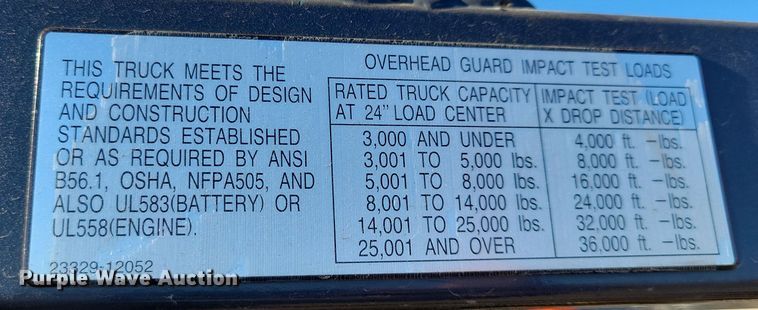 THIS TRUCK MEETS THE
REQUIREMENTS OF DESIGN
AND CONSTRUCTION
STANDARDS ESTABLISHED
OR AS REQUIRED BY ANSI
B56.1, OSHA, NFPA505, AND
ALSO UL583(BATTERY) OR
UL558(ENGINE).
23329-12052
OVERHEAD GUARD IMPACT TEST LOADS
RATED TRUCK CAPACITY IMPACT TEST (LOAD
AT 24" LOAD CENTER X DROP DISTANCE)
3,000 AND UNDER 4,000 ft. -lbs.
3,001 TO 5,000 lbs. 8,000 ft. -lbs.
5,001 TO 8,000 lbs. 16,000 ft. -lbs.
8,001 TO 14,000 lbs. 24,000 ft. -lbs.
14,001 TO 25,000 lbs. 32,000 ft. -lbs.
25,001 AND OVER 36,000 ft. -lbs.
Purple Wave Auction